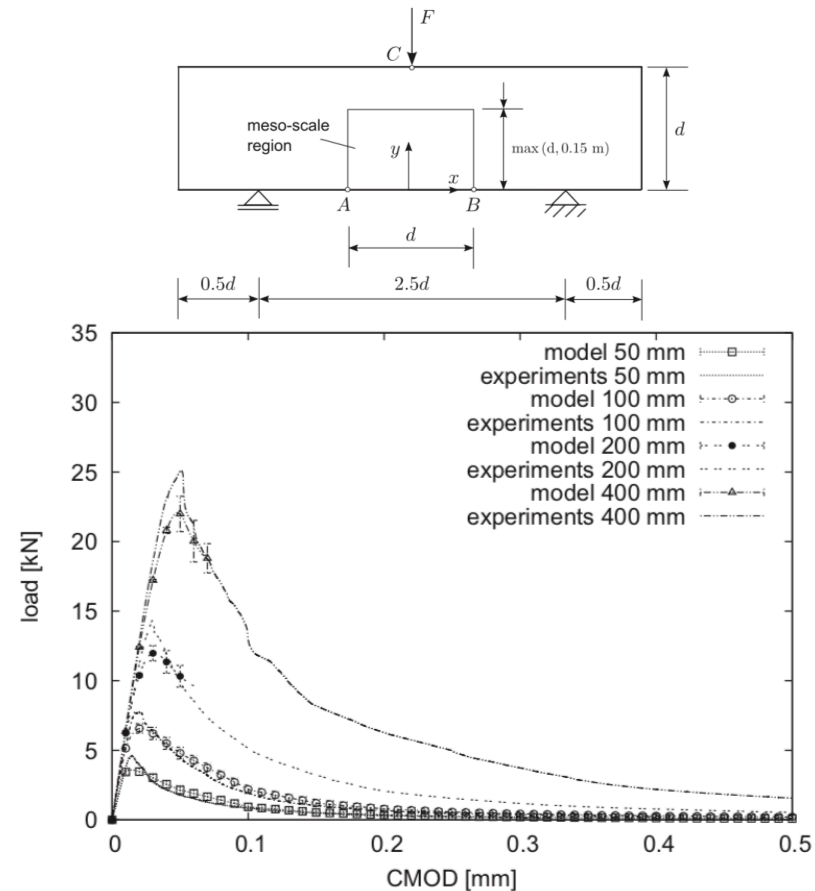 F
C
meso-scale
region
y
x
max (d, 0.15 m)
d
A
B
d
0.5d
2.5d
0.5d
35
30
25
20
15
10
5
0
load [kN]
model 50 mm
experiments 50 mm
model 100 mm
experiments 100 mm
model 200 mm
experiments 200 mm
model 400 mm
experiments 400 mm
0
0.1
0.2
0.3
0.4
0.5
CMOD [mm]